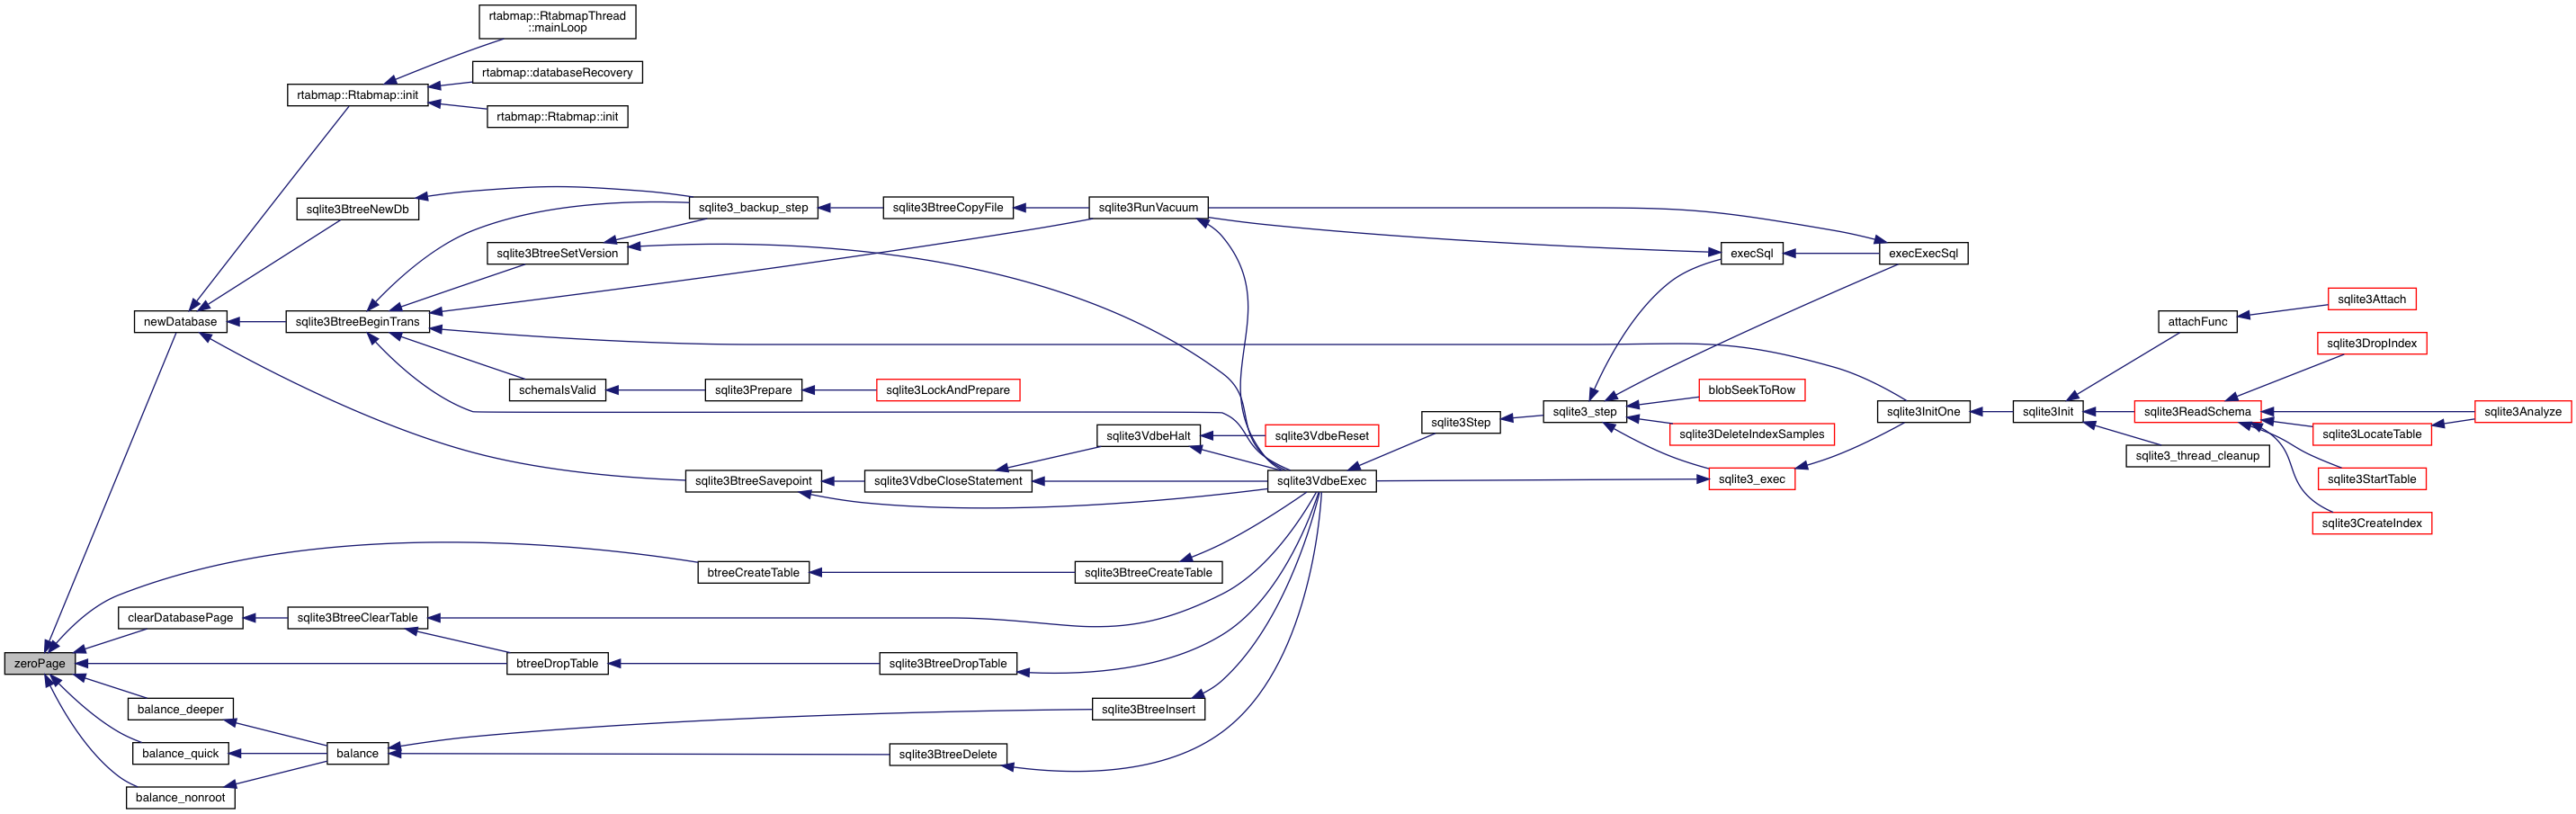 rtabmap::RtabmapThread
::mainLoop
rtabmap::databaseRecovery
rtabmap::Rtabmap::init
rtabmap::Rtabmap::init
sqlite3BtreeNewDb
sqlite3_backup_step
sqlite3BtreeCopyFile
sqlite3RunVacuum
sqlite3BtreeSetVersion
execSql
execExecSql
newDatabase
sqlite3BtreeBeginTrans
attachFunc
sqlite3Attach
sqlite3DropIndex
schemaIsValid
sqlite3Prepare
sqlite3LockAndPrepare
blobSeekToRow
sqlite3Step
sqlite3_step
sqlite3InitOne
sqlite3Init
sqlite3ReadSchema
sqlite3Analyze
sqlite3VdbeHalt
sqlite3VdbeReset
sqlite3DeleteIndexSamples
sqlite3LocateTable
sqlite3_thread_cleanup
sqlite3BtreeSavepoint
sqlite3VdbeCloseStatement
sqlite3VdbeExec
sqlite3_exec
sqlite3StartTable
sqlite3CreateIndex
btreeCreateTable
sqlite3BtreeCreateTable
clearDatabasePage
sqlite3BtreeClearTable
zeroPage
btreeDropTable
sqlite3BtreeDropTable
balance_deeper
sqlite3BtreeInsert
balance_quick
balance
sqlite3BtreeDelete
balance_nonroot